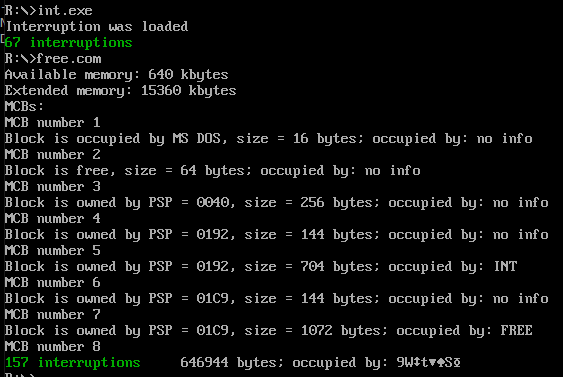 R:\>int.exe
Interruption was loaded
67 interruptions
R:\>free.com
Available memory: 640 kbytes
Extended memory: 15360 kbytes
MCBs:
MCB number 1
Block is occupied by MS DOS, size = 16 bytes; occupied by: no info
MCB number 2
Block is free, size = 64 bytes; occupied by: no info
MCB number 3
Block is owned by PSP = 0040, size = 256 bytes; occupied by: no info
MCB number 4
Block is owned by PSP = 0192, size = 144 bytes; occupied by: no info
MCB number 5
Block is owned by PSP = 0192, size = 704 bytes; occupied by: INT
MCB number 6
Block is owned by PSP = 01C9, size = 144 bytes; occupied by: no info
MCB number 7
Block is owned by PSP = 01C9, size = 1072 bytes; occupied by: FREE
MCB number 8
157 interruptions 646944 bytes; occupied by: